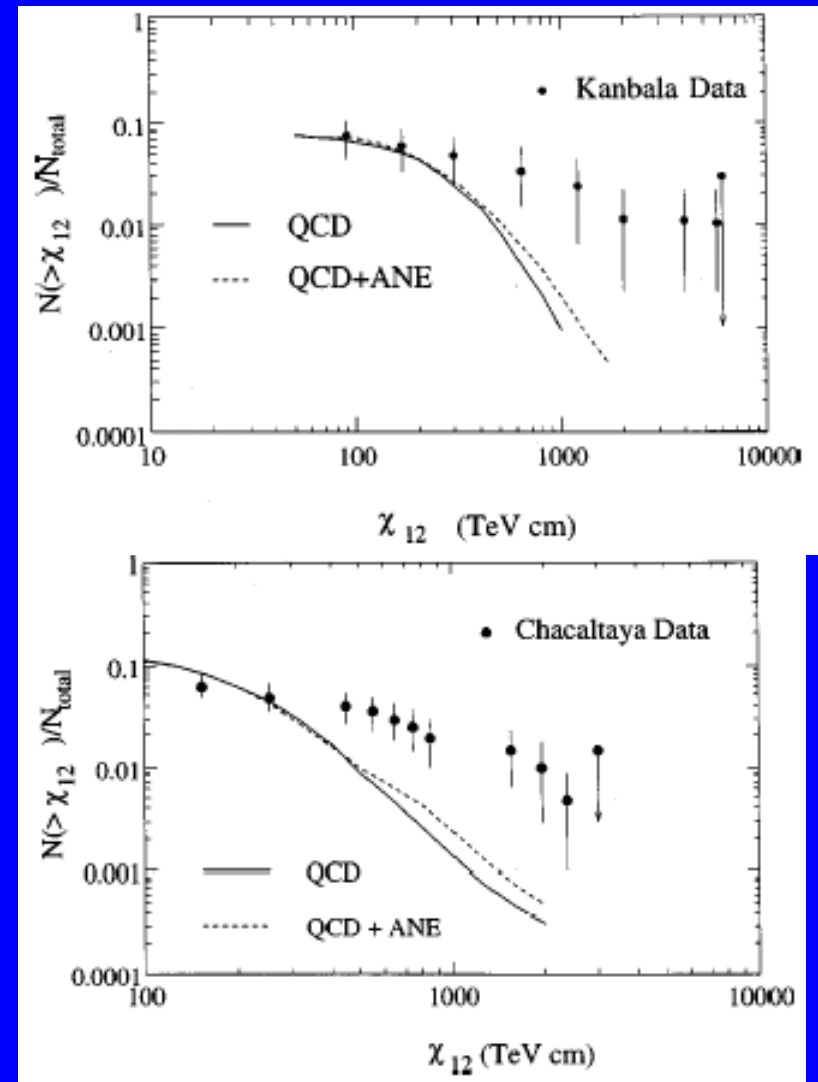 1
0.1
0.01
0.001
0.0001
N(>χ12)/Ntotal
Kanbala Data
QCD
QCD+ANE
10 100 1000 10000
χ12 (TeV cm)
1
0.1
0.01
0.001
0.0001
N(>χ12)/Ntotal
Chacaltaya Data
QCD
QCD + ANE
100 1000 10000
χ12 (TeV cm)